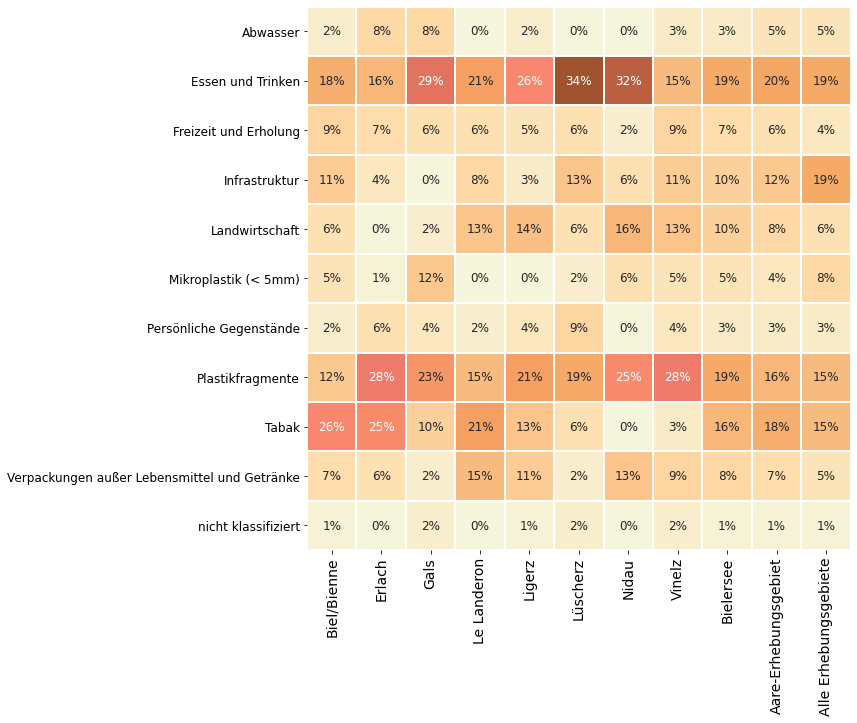 Abwasser 2% 8% 8% 0% 2% 0% 0% 3% 3% 5% 5%
Essen und Trinken 18% 16% 29% 21% 26% 34% 32% 15% 19% 20% 19%
Freizeit und Erholung 9% 7% 6% 6% 5% 6% 2% 9% 7% 6% 4%
Infrastruktur 11% 4% 0% 8% 3% 13% 6% 11% 10% 12% 19%
Landwirtschaft 6% 0% 2% 13% 14% 6% 16% 13% 10% 8% 6%
Mikroplastik (< 5mm) 5% 1% 12% 0% 0% 2% 6% 5% 5% 4% 8%
Persönliche Gegenstände 2% 6% 4% 2% 4% 9% 0% 4% 3% 3% 3%
Plastikfragmente 12% 28% 23% 15% 21% 19% 25% 28% 19% 16% 15%
Tabak 26% 25% 10% 21% 13% 6% 0% 3% 16% 18% 15%
Verpackungen außer Lebensmittel und Getränke 7% 6% 2% 15% 11% 2% 13% 9% 8% 7% 5%
nicht klassifiziert 1% 0% 2% 0% 1% 2% 0% 2% 1% 1% 1%
Biel/Bienne
Erlach
Gals
Le Landeron
Ligerz
Lüscherz
Nidau
Vinelz
Bielersee
Aare-Erhebungsgebiet
Alle Erhebungsgebiete